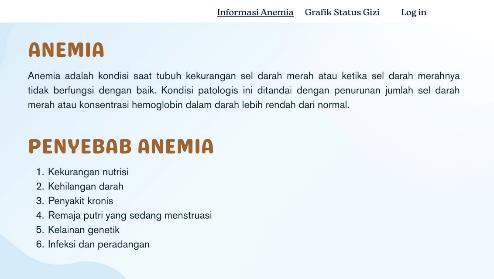 Informasi Anemia Grafik Status Gizi Log in
ANEMIA
Anemia adalah kondisi saat tubuh kekurangan sel darah merah atau ketika sel darah merahnya
tidak berfungsi dengan baik. Kondisi patologis ini ditandai dengan penurunan jumlah sel darah
merah atau konsentrasi hemoglobin dalam darah lebih rendah dari normal.
PENYEBAB ANEMIA
1. Kekurangan nutrisi
2. Kehilangan darah
3. Penyakit kronis
4. Remaja putri yang sedang menstruasi
5. Kelainan genetik
6. Infeksi dan peradangan